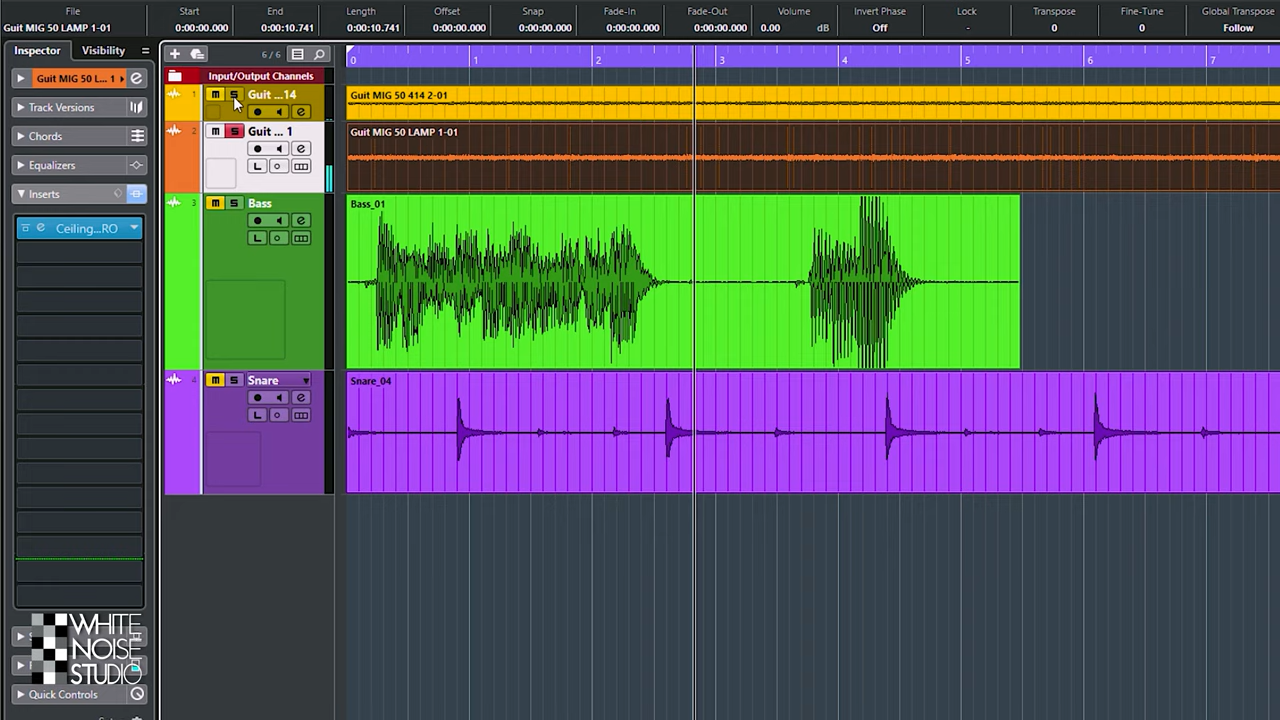 File Start End Length Offset Snap Fade-In Fade-Out Volume Invert Phase Lock Transpose Fine-Tune Global Transpose
Guit MIG 50 LAMP 1-01 0:00:00.000 0:00:10.741 0:00:10.741 0:00:00.000 0:00:00.000 0:00:00.000 0:00:00.000 0.00 dB Off - 0 0 Follow
Inspector Visibility 6/6 0 1 2 3 4 5 6 7
Guit MIG 50 L... 1 Input/Output Channels
1 m S Guit ...14 Guit MIG 50 414 2-01
Track Versions
2 m S Guit ... 1 Guit MIG 50 LAMP 1-01
Chords
L
Equalizers
Inserts
3 m S Bass Bass_01
Ceiling...RO
L
4 m S Snare Snare_04
L
WHITE
NOISE
STUDIO
Quick Controls